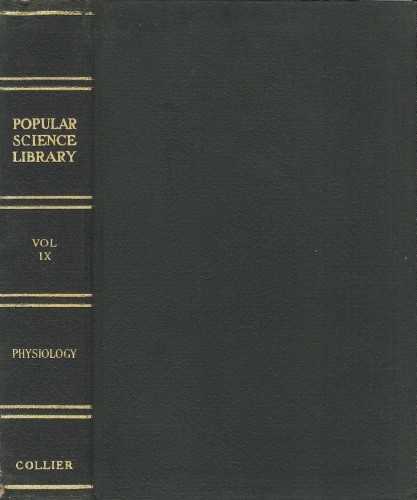 POPULAR
SCIENCE
LIBRARY
VOL
IX
PHYSIOLOGY
COLLIER